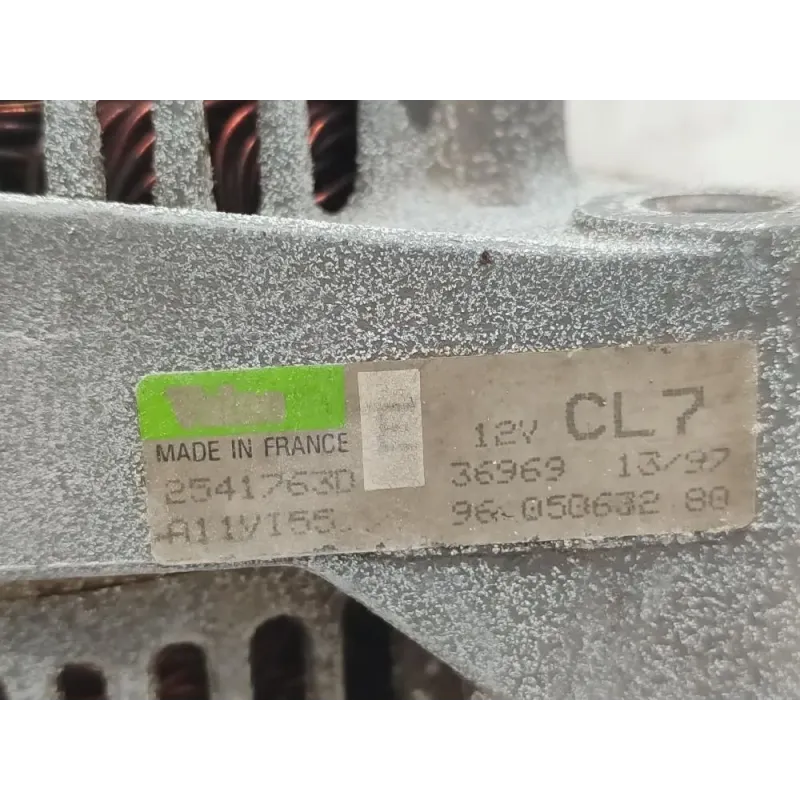 MADE IN FRANCE
12V CL7
2541763D 36969 13/97
A11VI55 96 050632 80